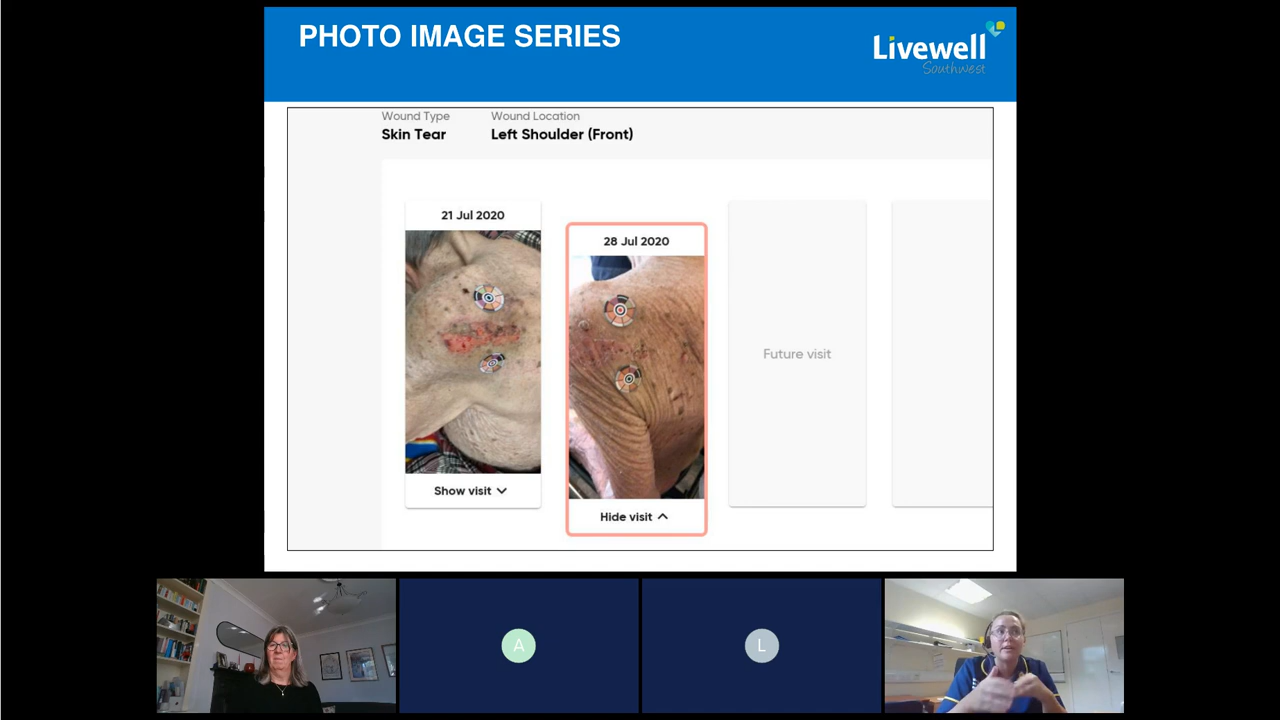 PHOTO IMAGE SERIES
Livewell
Southwest
Wound Type
Wound Location
Skin Tear
Left Shoulder (Front)
21 Jul 2020
28 Jul 2020
Future visit
Show visit
Hide visit
A
L